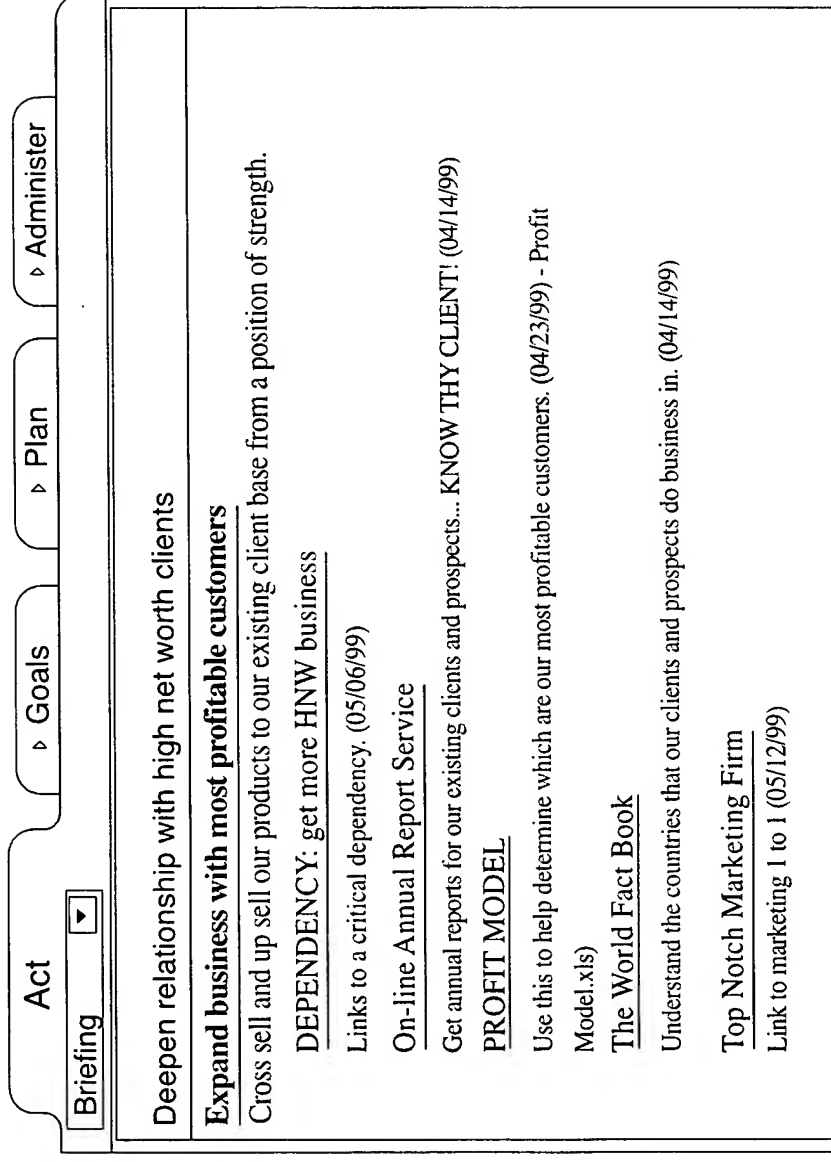 Act ▹ Goals ▹ Plan ▹ Administer
Briefing
Deepen relationship with high net worth clients
Expand business with most profitable customers
Cross sell and up sell our products to our existing client base from a position of strength.
DEPENDENCY: get more HNW business
Links to a critical dependency. (05/06/99)
On-line Annual Report Service
Get annual reports for our existing clients and prospects... KNOW THY CLIENT! (04/14/99)
PROFIT MODEL
Use this to help determine which are our most profitable customers. (04/23/99) - Profit
Model.xls)
The World Fact Book
Understand the countries that our clients and prospects do business in. (04/14/99)
Top Notch Marketing Firm
Link to marketing 1 to 1 (05/12/99)